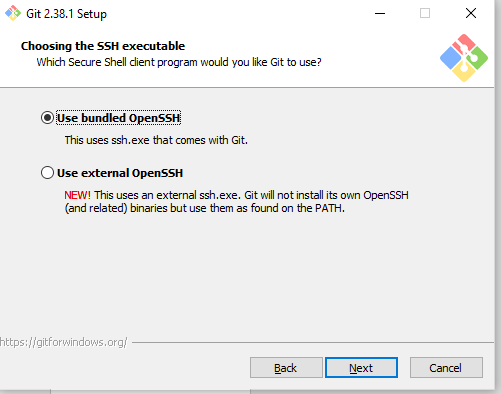 Git 2.38.1 Setup
Choosing the SSH executable
Which Secure Shell client program would you like Git to use?
Use bundled OpenSSH
This uses ssh.exe that comes with Git.
Use external OpenSSH
NEW! This uses an external ssh.exe. Git will not install its own OpenSSH
(and related) binaries but use them as found on the PATH.
https://gitforwindows.org/
Back Next Cancel